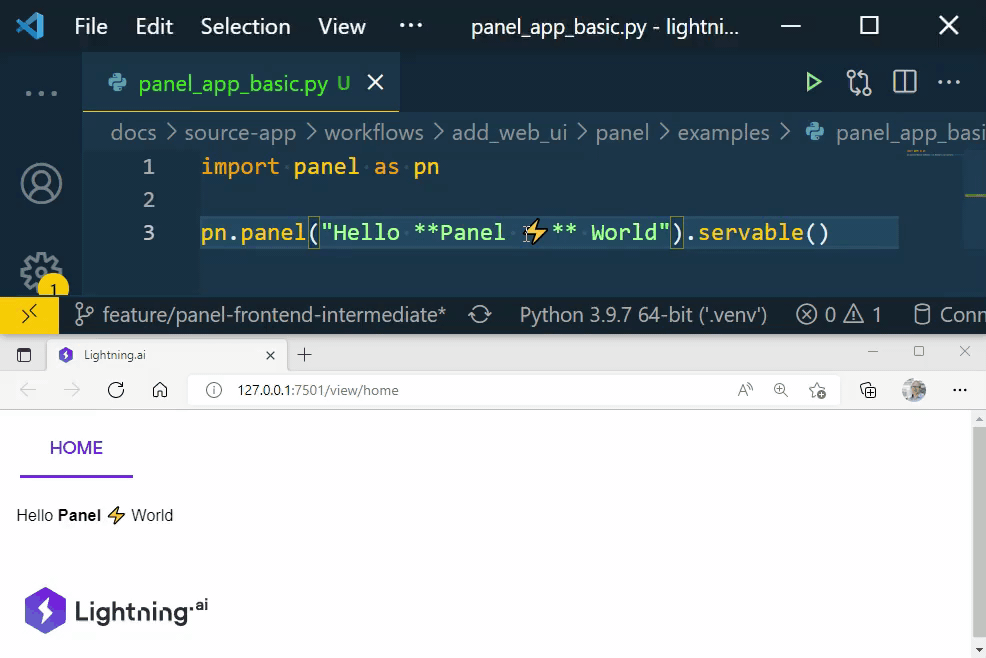 File Edit Selection View ··· panel_app_basic.py - lightni...
panel_app_basic.py U
docs > source-app > workflows > add_web_ui > panel > examples > panel_app_basi
1 import panel as pn
2
3 pn.panel("Hello **Panel ⚡** World").servable()
1
feature/panel-frontend-intermediate* Python 3.9.7 64-bit ('.venv') 0 1 Conn
Lightning.ai
127.0.0.1:7501/view/home
HOME
Hello Panel ⚡ World
Lightning.ai